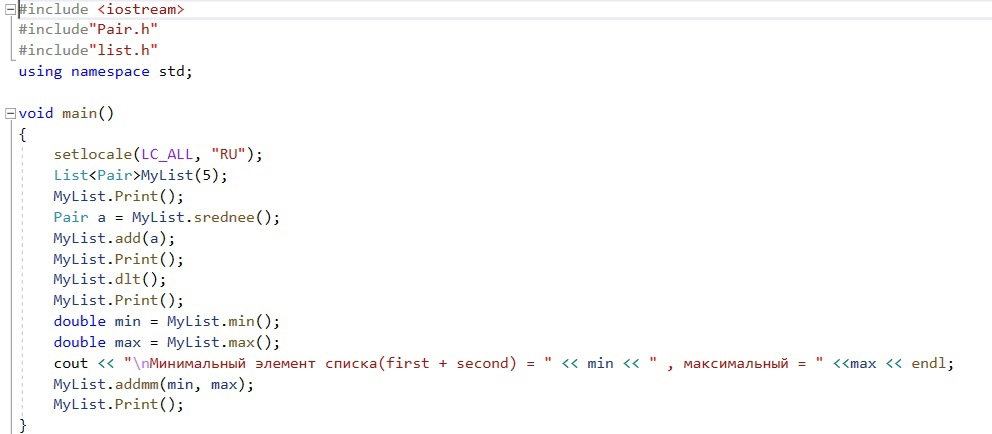 #include <iostream>
#include"Pair.h"
#include"list.h"
using namespace std;
void main()
{
setlocale(LC_ALL, "RU");
List<Pair>MyList(5);
MyList.Print();
Pair a = MyList.srednee();
MyList.add(a);
MyList.Print();
MyList.dlt();
MyList.Print();
double min = MyList.min();
double max = MyList.max();
cout << "\nМинимальный элемент списка(first + second) = " << min << " , максимальный = " <<max << endl;
MyList.addmm(min, max);
MyList.Print();
}